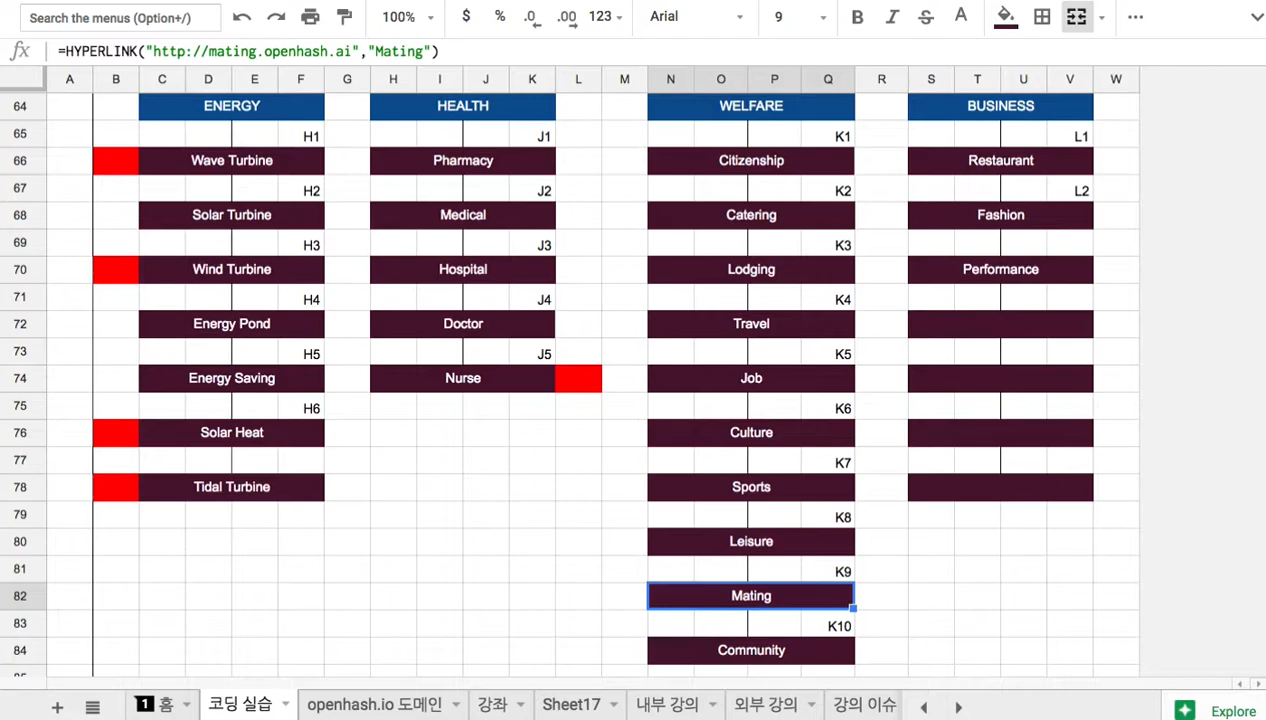 Search the menus (Option+/)
100%
$ % .0 .00 123
Arial
9
B I S A
fx =HYPERLINK("http://mating.openhash.ai","Mating")
A B C D E F G H I J K L M N O P Q R S T U V W
64 ENERGY HEALTH WELFARE BUSINESS
65 H1 J1 K1 L1
66 Wave Turbine Pharmacy Citizenship Restaurant
67 H2 J2 K2 L2
68 Solar Turbine Medical Catering Fashion
69 H3 J3 K3
70 Wind Turbine Hospital Lodging Performance
71 H4 J4 K4
72 Energy Pond Doctor Travel
73 H5 J5 K5
74 Energy Saving Nurse Job
75 H6 K6
76 Solar Heat Culture
77 K7
78 Tidal Turbine Sports
79 K8
80 Leisure
81 K9
82 Mating
83 K10
84 Community
1 홈 코딩 실습 openhash.io 도메인 강좌 Sheet17 내부 강의 외부 강의 강의 이슈
Explore